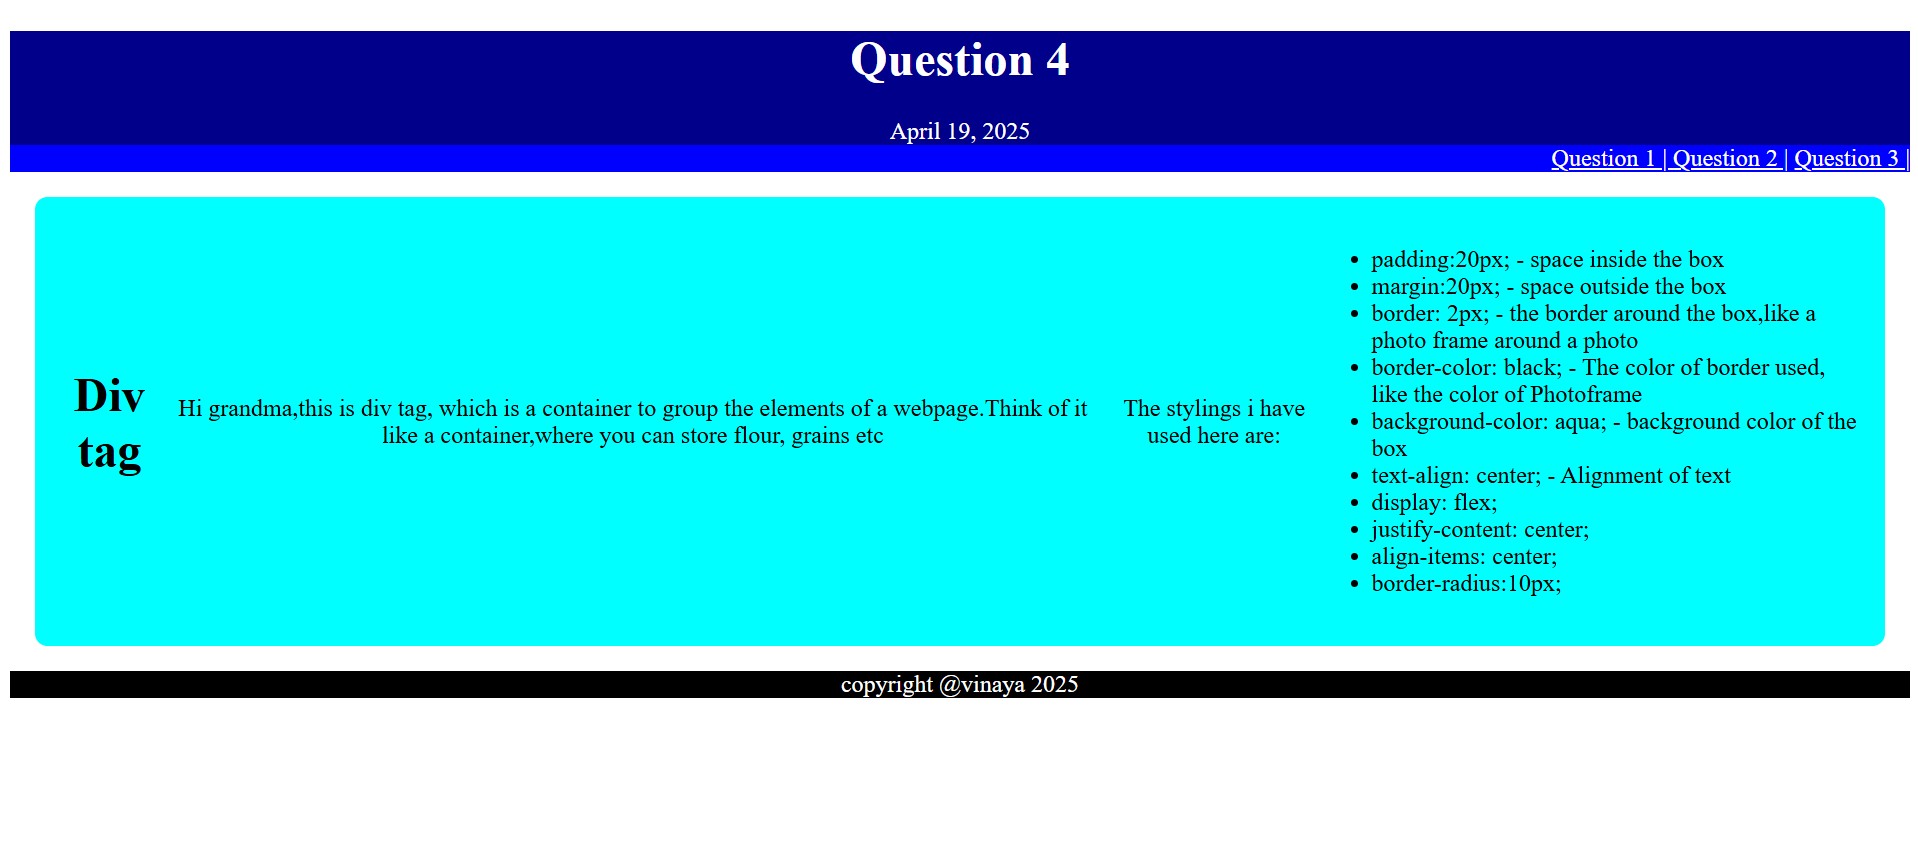 Question 4
April 19, 2025
Question 1 | Question 2 | Question 3 |
Div
tag
Hi grandma,this is div tag, which is a container to group the elements of a webpage.Think of it
like a container,where you can store flour, grains etc
The stylings i have
used here are:
• padding:20px; - space inside the box
• margin:20px; - space outside the box
• border: 2px; - the border around the box,like a
photo frame around a photo
• border-color: black; - The color of border used,
like the color of Photoframe
• background-color: aqua; - background color of the
box
• text-align: center; - Alignment of text
• display: flex;
• justify-content: center;
• align-items: center;
• border-radius:10px;
copyright @vinaya 2025